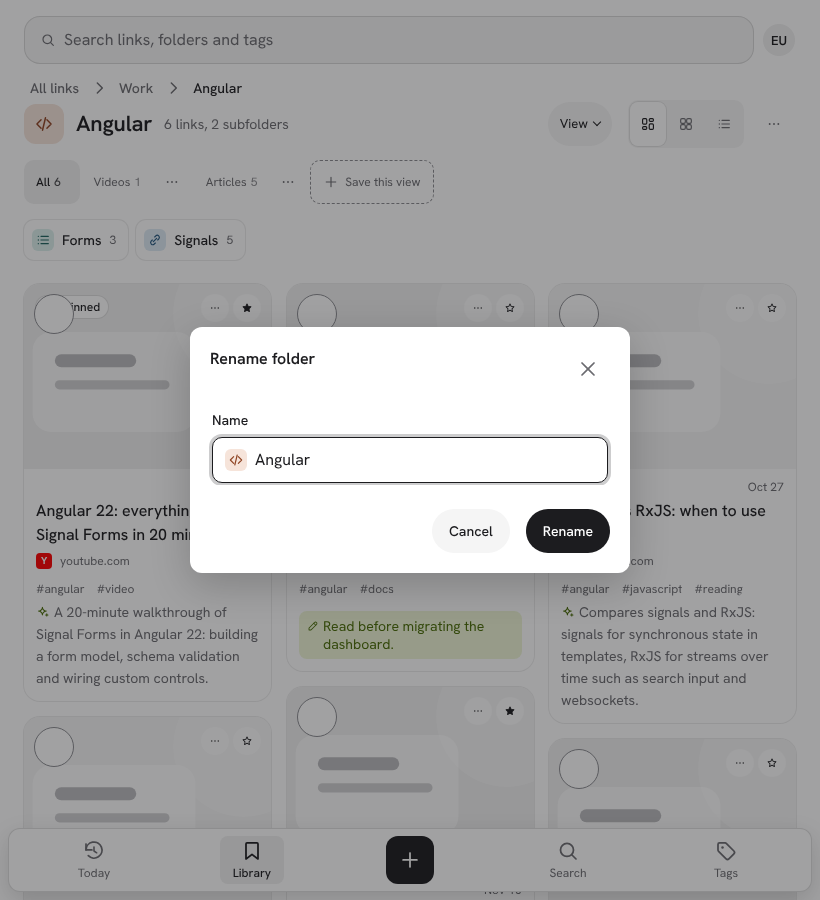 Search links, folders and tags
EU
All links
Work
Angular
Angular
6 links, 2 subfolders
View
All 6
Videos 1
Articles 5
Save this view
Forms 3
Signals 5
Rename folder
Name
Angular
Cancel
Rename
Oct 27
Angular 22:
Signal Forms in 20
youtube.com
#angular #video
A 20-minute walkthrough of
Signal Forms in Angular 22: building
a form model, schema validation
and wiring custom controls.
#angular #docs
Read before migrating the
dashboard.
RxJS: when to use
#angular #javascript #reading
Compares signals and RxJS:
signals for synchronous state in
templates, RxJS for streams over
time such as search input and
websockets.
Today
Library
Search
Tags